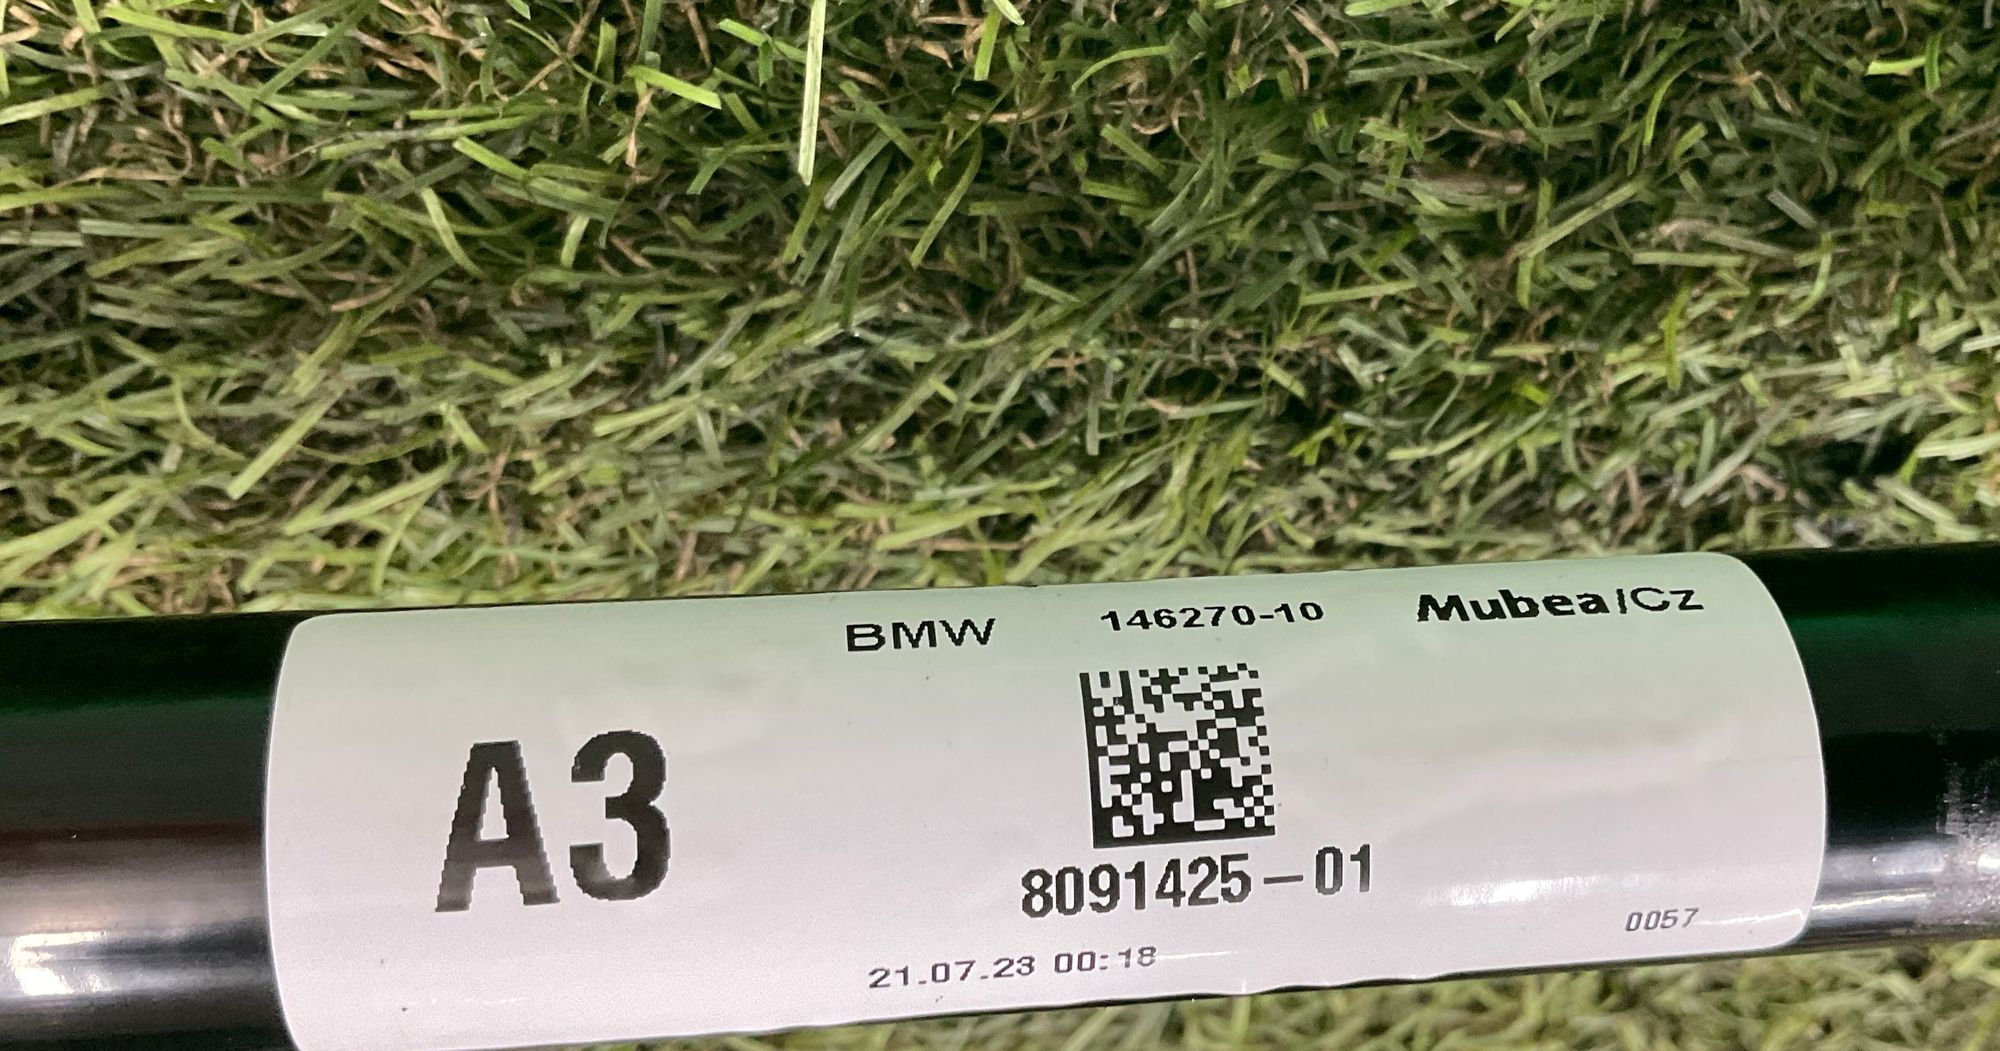 BMW 146270-10 Mubea/Cz
A3
8091425-01
0057
21.07.23 00:18